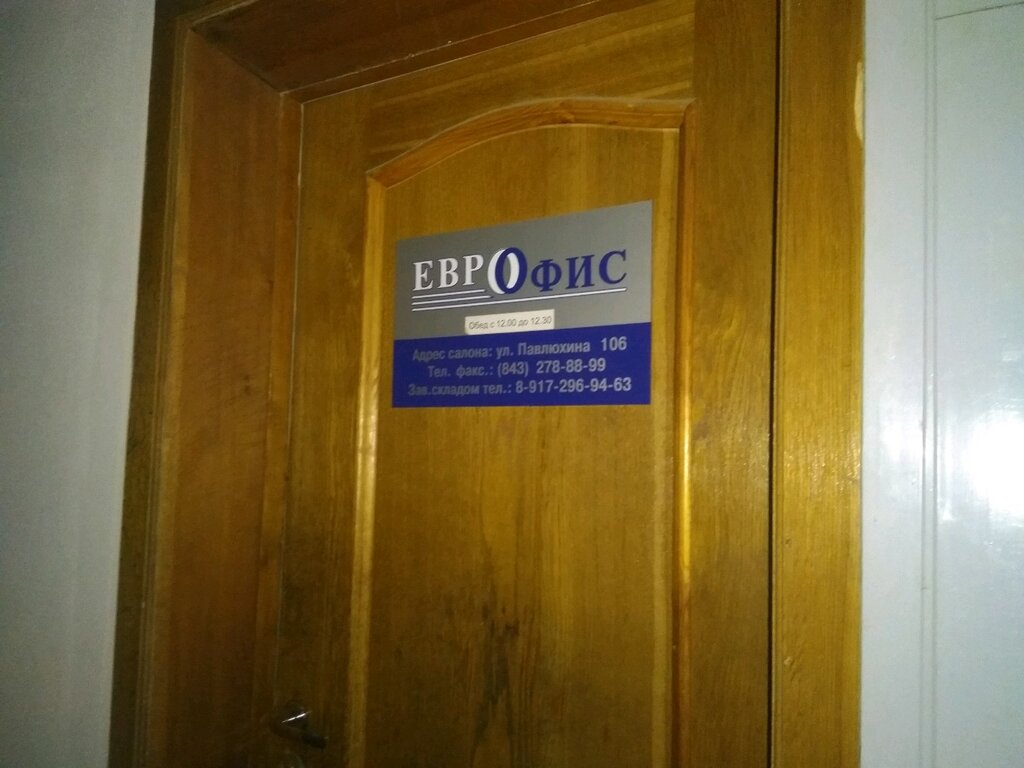 ЕВРООФИС
Обед с 12.00 до 12.30
Адрес салона: ул. Павлюхина 106
Тел. факс.: (843) 278-88-99
Зав.складом тел.: 8-917-296-94-63